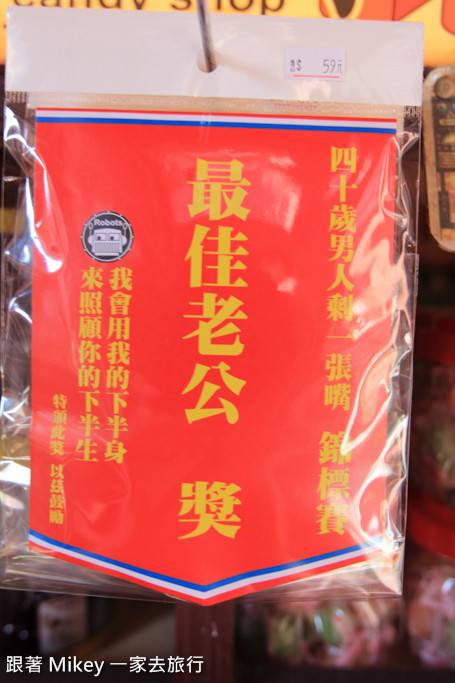 candy shop
售$ 59元
四十歲男人剩一張嘴 錦標賽
最佳老公 獎
Robots
我會用我的下半身
來照顧你的下半生
特頒此獎 以茲鼓勵
跟著 Mikey 一家去旅行